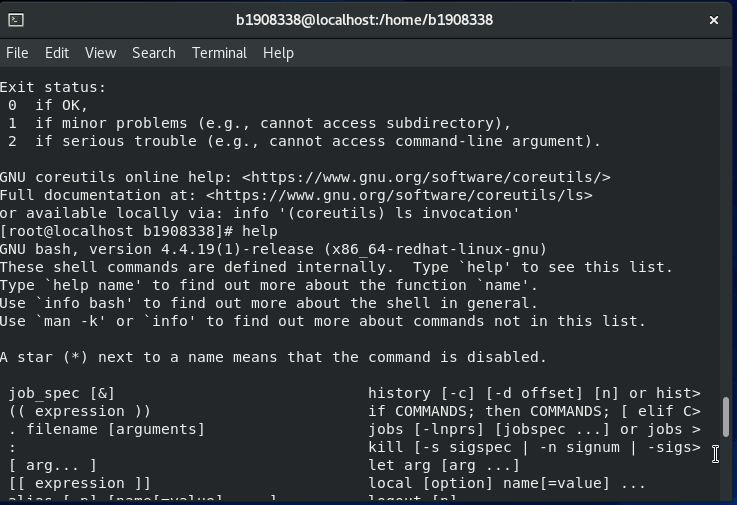 b1908338@localhost:/home/b1908338
File Edit View Search Terminal Help
Exit status:
0 if OK,
1 if minor problems (e.g., cannot access subdirectory),
2 if serious trouble (e.g., cannot access command-line argument).
GNU coreutils online help: <https://www.gnu.org/software/coreutils/>
Full documentation at: <https://www.gnu.org/software/coreutils/ls>
or available locally via: info '(coreutils) ls invocation'
[root@localhost b1908338]# help
GNU bash, version 4.4.19(1)-release (x86_64-redhat-linux-gnu)
These shell commands are defined internally.  Type `help' to see this list.
Type `help name' to find out more about the function `name'.
Use `info bash' to find out more about the shell in general.
Use `man -k' or `info' to find out more about commands not in this list.
A star (*) next to a name means that the command is disabled.
job_spec [&] history [-c] [-d offset] [n] or hist>
(( expression )) if COMMANDS; then COMMANDS; [ elif C>
. filename [arguments] jobs [-lnprs] [jobspec ...] or jobs >
: kill [-s sigspec | -n signum | -sigs>
[ arg... ] let arg [arg ...]
[[ expression ]] local [option] name[=value] ...
alias [-p] [name[=value] ... ] logout [n]